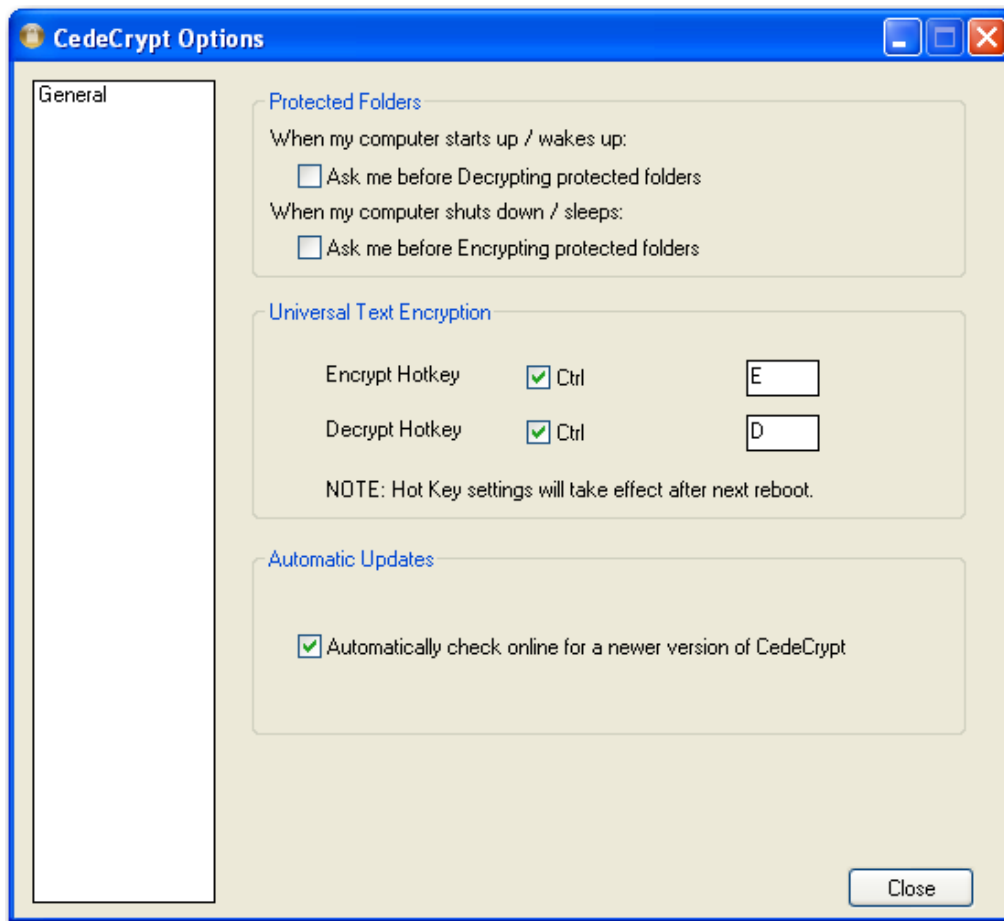 CedeCrypt Options
General
Protected Folders
When my computer starts up / wakes up:
Ask me before Decrypting protected folders
When my computer shuts down / sleeps:
Ask me before Encrypting protected folders
Universal Text Encryption
Encrypt Hotkey Ctrl E
Decrypt Hotkey Ctrl D
NOTE: Hot Key settings will take effect after next reboot.
Automatic Updates
Automatically check online for a newer version of CedeCrypt
Close